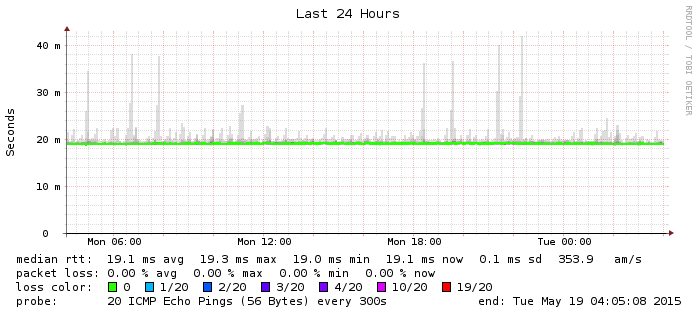 Last 24 Hours
RRDTOOL / TOBI OETIKER
Seconds
40 m
30 m
20 m
10 m
0
Mon 06:00 Mon 12:00 Mon 18:00 Tue 00:00
median rtt: 19.1 ms avg 19.3 ms max 19.0 ms min 19.1 ms now 0.1 ms sd 353.9 am/s
packet loss: 0.00 % avg 0.00 % max 0.00 % min 0.00 % now
loss color: 0 1/20 2/20 3/20 4/20 10/20 19/20
probe: 20 ICMP Echo Pings (56 Bytes) every 300s end: Tue May 19 04:05:08 2015